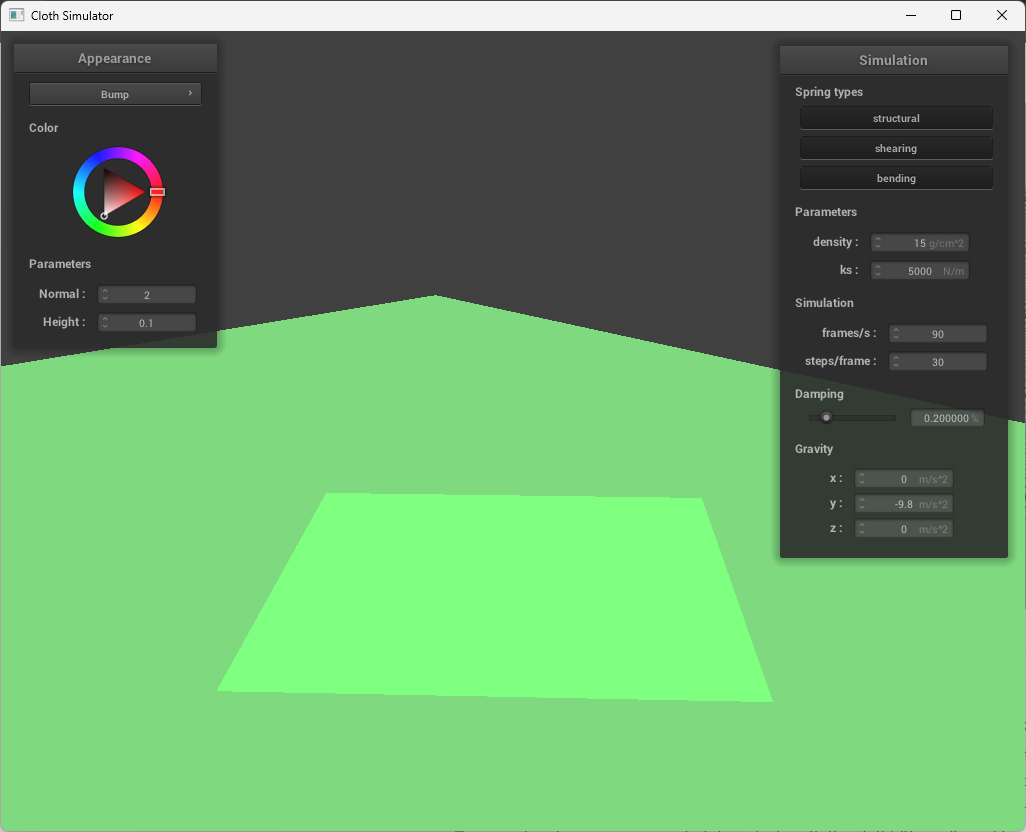 Cloth Simulator
Appearance
Bump
Color
Parameters
Normal : 2
Height : 0.1
Simulation
Spring types
structural
shearing
bending
Parameters
density : 15 g/cm^2
ks : 5000 N/m
Simulation
frames/s : 90
steps/frame : 30
Damping
0.200000 %
Gravity
x : 0 m/s^2
y : -9.8 m/s^2
z : 0 m/s^2